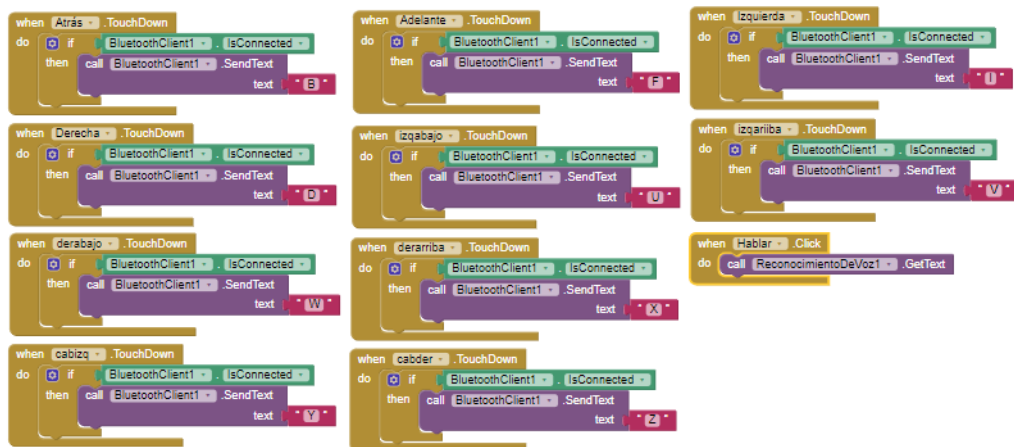 when Atrás .TouchDown
do if BluetoothClient1 . IsConnected
then call BluetoothClient1 .SendText
text " B "
when Adelante .TouchDown
do if BluetoothClient1 . IsConnected
then call BluetoothClient1 .SendText
text " F "
when Izquierda .TouchDown
do if BluetoothClient1 . IsConnected
then call BluetoothClient1 .SendText
text " I "
when Derecha .TouchDown
do if BluetoothClient1 . IsConnected
then call BluetoothClient1 .SendText
text " D "
when izqabajo .TouchDown
do if BluetoothClient1 . IsConnected
then call BluetoothClient1 .SendText
text " U "
when izqariiba .TouchDown
do if BluetoothClient1 . IsConnected
then call BluetoothClient1 .SendText
text " V "
when derabajo .TouchDown
do if BluetoothClient1 . IsConnected
then call BluetoothClient1 .SendText
text " W "
when derarriba .TouchDown
do if BluetoothClient1 . IsConnected
then call BluetoothClient1 .SendText
text " X "
when Hablar .Click
do call ReconocimientoDeVoz1 .GetText
when cabizq .TouchDown
do if BluetoothClient1 . IsConnected
then call BluetoothClient1 .SendText
text " Y "
when cabder .TouchDown
do if BluetoothClient1 . IsConnected
then call BluetoothClient1 .SendText
text " Z "